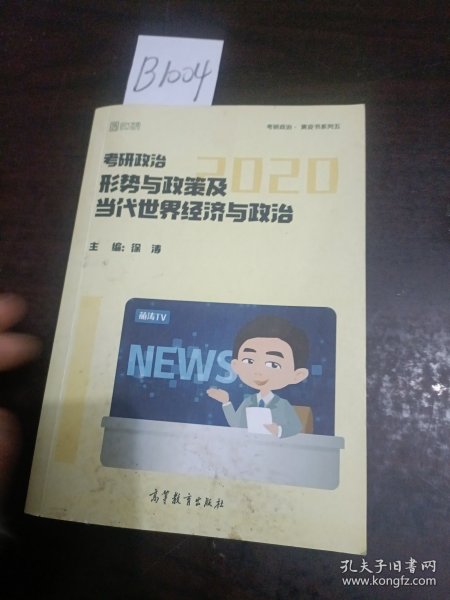 B1004
考研政治·黄皮书系列五
2020
考研政治
形势与政策及
当代世界经济与政治
主 编: 徐 涛
萌涛TV
NEWS
高等教育出版社
孔夫子旧书网
www.kongfz.com